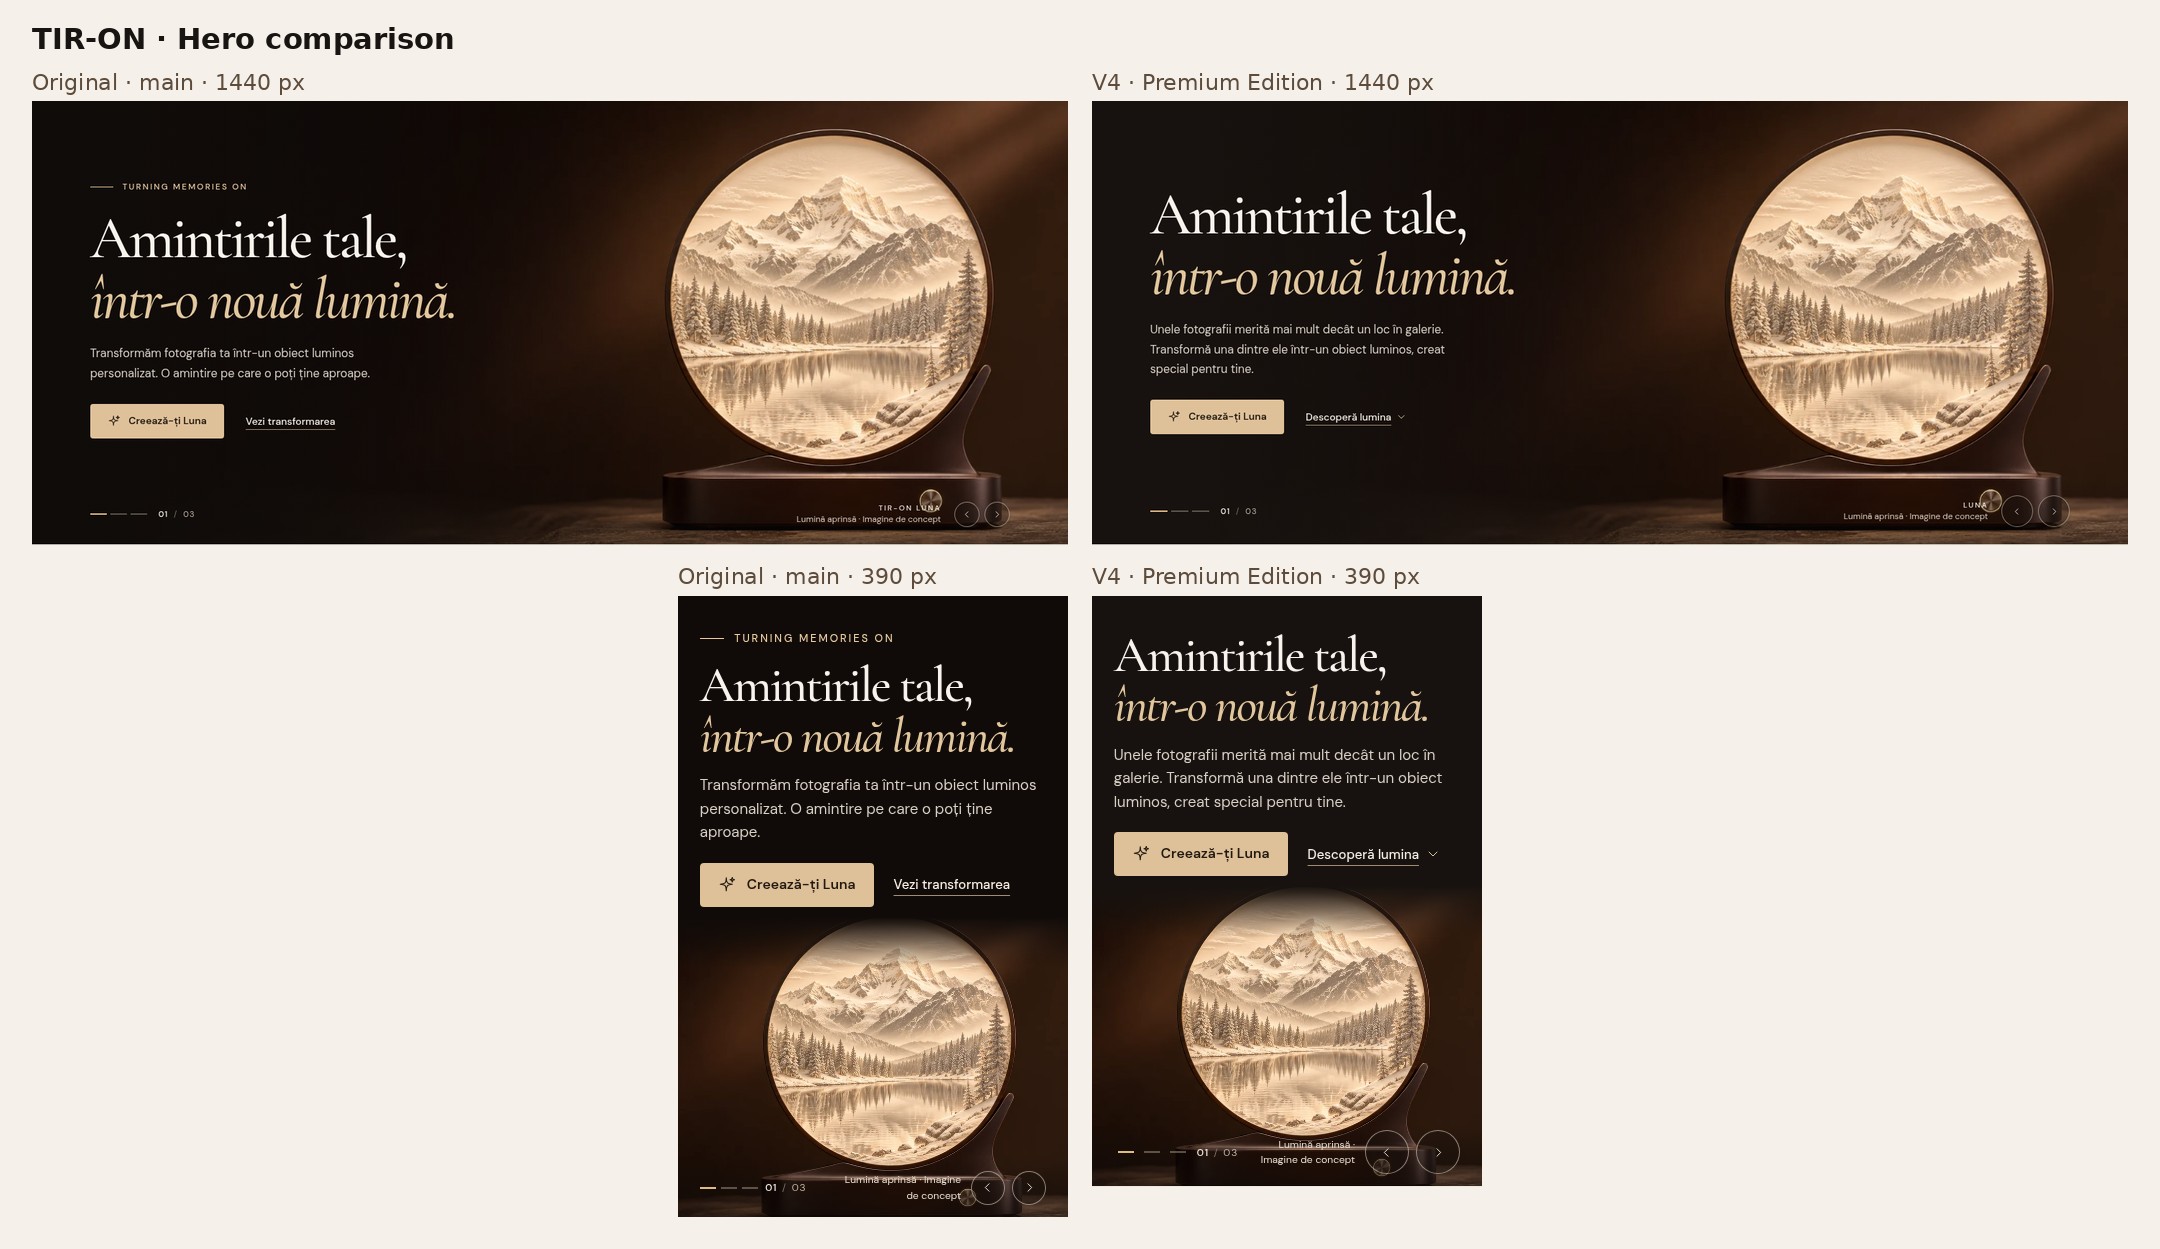 TIR-ON · Hero comparison
Original · main · 1440 px
TURNING MEMORIES ON
Amintirile tale,
într-o nouă lumină.
Transformăm fotografia ta într-un obiect luminos
personalizat. O amintire pe care o poți ține aproape.
Creează-ți Luna
Vezi transformarea
01 / 03
TIR-ON LUNA
Lumină aprinsă · Imagine de concept
V4 · Premium Edition · 1440 px
Amintirile tale,
într-o nouă lumină.
Unele fotografii merită mai mult decât un loc în galerie.
Transformă una dintre ele într-un obiect luminos, creat
special pentru tine.
Creează-ți Luna
Descoperă lumina
01 / 03
LUNA
Lumină aprinsă · Imagine de concept
Original · main · 390 px
TURNING MEMORIES ON
Amintirile tale,
într-o nouă lumină.
Transformăm fotografia ta într-un obiect luminos
personalizat. O amintire pe care o poți ține
aproape.
Creează-ți Luna
Vezi transformarea
01 / 03
Lumină aprinsă · Imagine
de concept
V4 · Premium Edition · 390 px
Amintirile tale,
într-o nouă lumină.
Unele fotografii merită mai mult decât un loc în
galerie. Transformă una dintre ele într-un obiect
luminos, creat special pentru tine.
Creează-ți Luna
Descoperă lumina
01 / 03
Lumină aprinsă ·
Imagine de concept